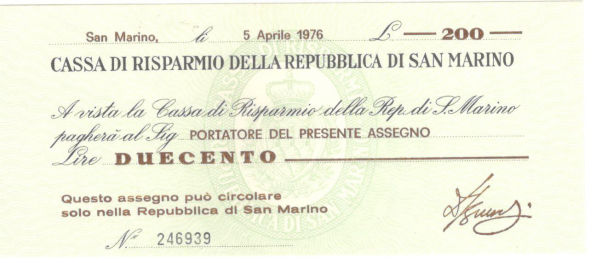 San Marino, li 5 Aprile 1976 £ 200
CASSA DI RISPARMIO DELLA REPUBBLICA DI SAN MARINO
A vista la Cassa di Risparmio della Rep. di S. Marino
pagherà al Sig PORTATORE DEL PRESENTE ASSEGNO
Lire DUECENTO
Questo assegno può circolare
solo nella Repubblica di San Marino
N° 246939